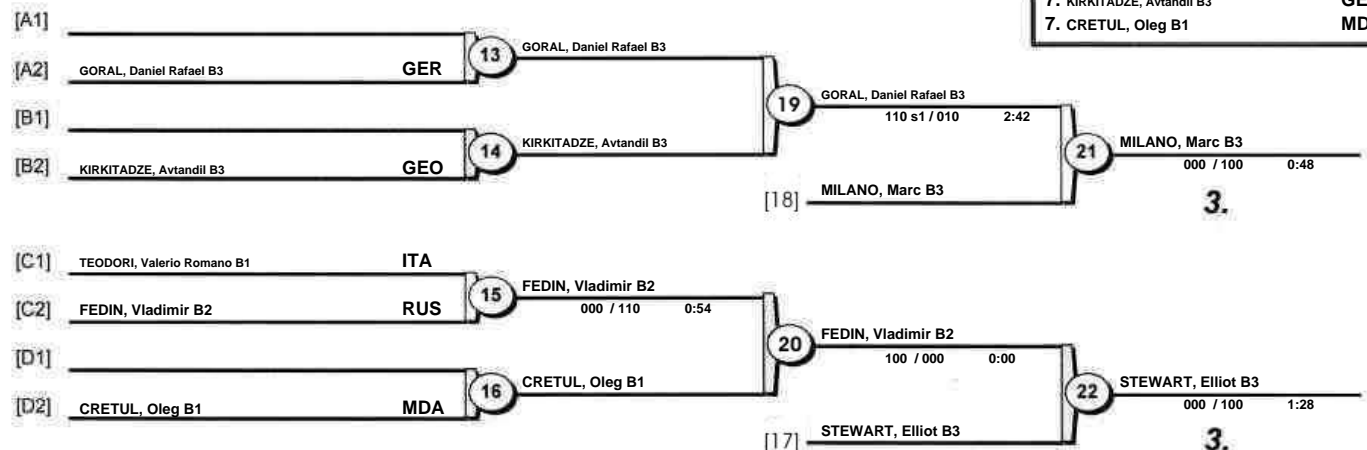 7. KIRKITADZE, Avtandil B3 GE
7. CRETUL, Oleg B1 MD
[A1]
[A2] GORAL, Daniel Rafael B3 GER
13 GORAL, Daniel Rafael B3
[B1]
[B2] KIRKITADZE, Avtandil B3 GEO
14 KIRKITADZE, Avtandil B3
19 GORAL, Daniel Rafael B3
110 s1 / 010 2:42
[18] MILANO, Marc B3
21 MILANO, Marc B3
000 / 100 0:48
3.
[C1] TEODORI, Valerio Romano B1 ITA
[C2] FEDIN, Vladimir B2 RUS
15 FEDIN, Vladimir B2
000 / 110 0:54
[D1]
[D2] CRETUL, Oleg B1 MDA
16 CRETUL, Oleg B1
20 FEDIN, Vladimir B2
100 / 000 0:00
[17] STEWART, Elliot B3
22 STEWART, Elliot B3
000 / 100 1:28
3.